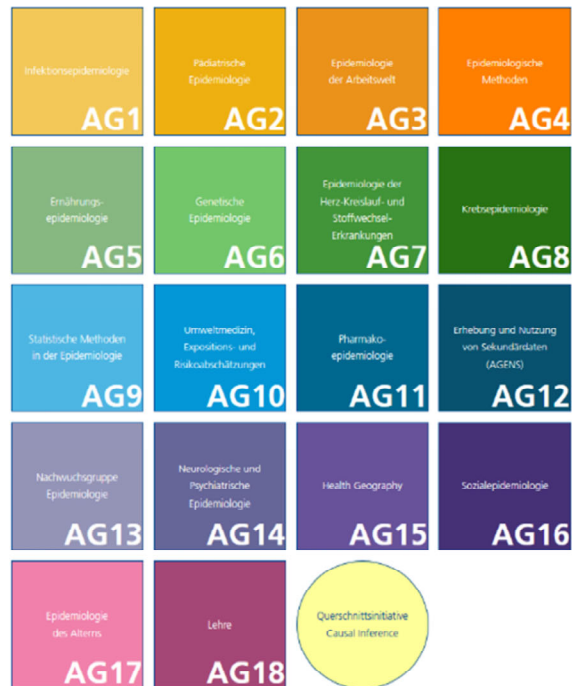 Infektionsepidemiologie
AG1
Pädiatrische
Epidemiologie
AG2
Epidemiologie
der Arbeitswelt
AG3
Epidemiologische
Methoden
AG4
Ernährungs-
epidemiologie
AG5
Genetische
Epidemiologie
AG6
Epidemiologie der
Herz-Kreislauf- und
Stoffwechsel-
Erkrankungen
AG7
Krebsepidemiologie
AG8
Statistische Methoden
in der Epidemiologie
AG9
Umweltmedizin,
Expositions- und
Risikoabschätzungen
AG10
Pharmako-
epidemiologie
AG11
Erhebung und Nutzung
von Sekundärdaten
(AGENS)
AG12
Nachwuchsgruppe
Epidemiologie
AG13
Neurologische und
Psychiatrische
Epidemiologie
AG14
Health Geography
AG15
Sozialepidemiologie
AG16
Epidemiologie
des Alterns
AG17
Lehre
AG18
Querschnittsinitiative
Causal Inference